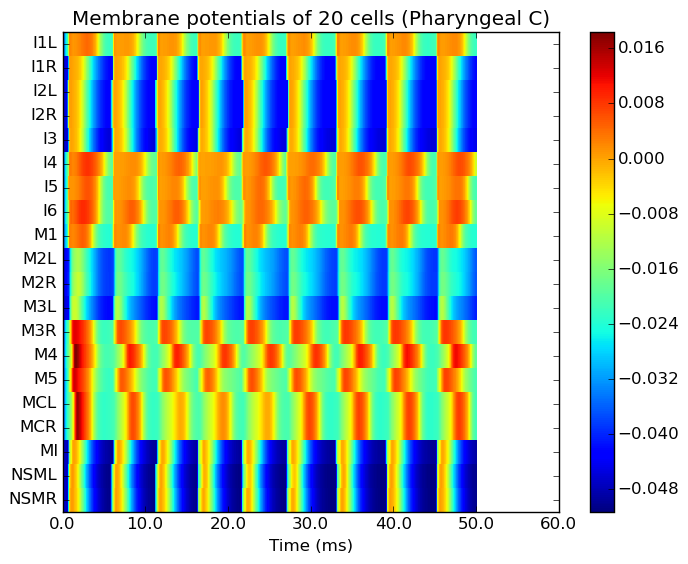 Membrane potentials of 20 cells (Pharyngeal C)
I1L
I1R
I2L
I2R
I3
I4
I5
I6
M1
M2L
M2R
M3L
M3R
M4
M5
MCL
MCR
MI
NSML
NSMR
0.0 10.0 20.0 30.0 40.0 50.0 60.0
Time (ms)
0.016
0.008
0.000
−0.008
−0.016
−0.024
−0.032
−0.040
−0.048